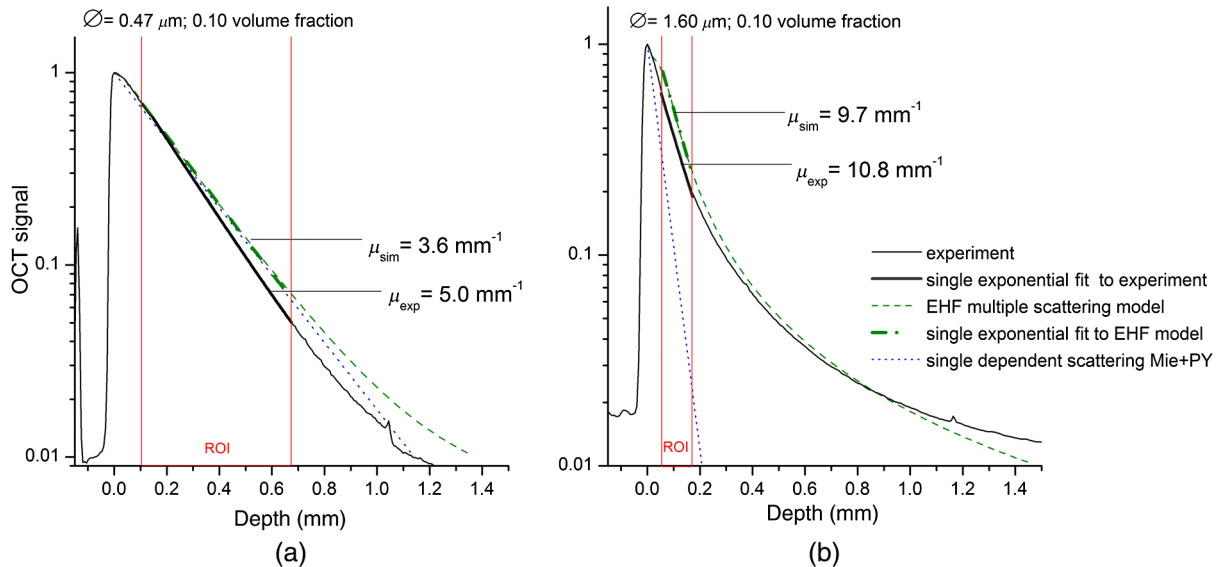 ∅= 0.47 μm; 0.10 volume fraction
1
0.1
0.01
OCT signal
μsim= 3.6 mm⁻¹
μexp= 5.0 mm⁻¹
ROI
0.0 0.2 0.4 0.6 0.8 1.0 1.2 1.4
Depth (mm)
(a)
∅= 1.60 μm; 0.10 volume fraction
1
0.1
0.01
μsim= 9.7 mm⁻¹
μexp= 10.8 mm⁻¹
experiment
single exponential fit to experiment
EHF multiple scattering model
single exponential fit to EHF model
single dependent scattering Mie+PY
ROI
0.0 0.2 0.4 0.6 0.8 1.0 1.2 1.4
Depth (mm)
(b)